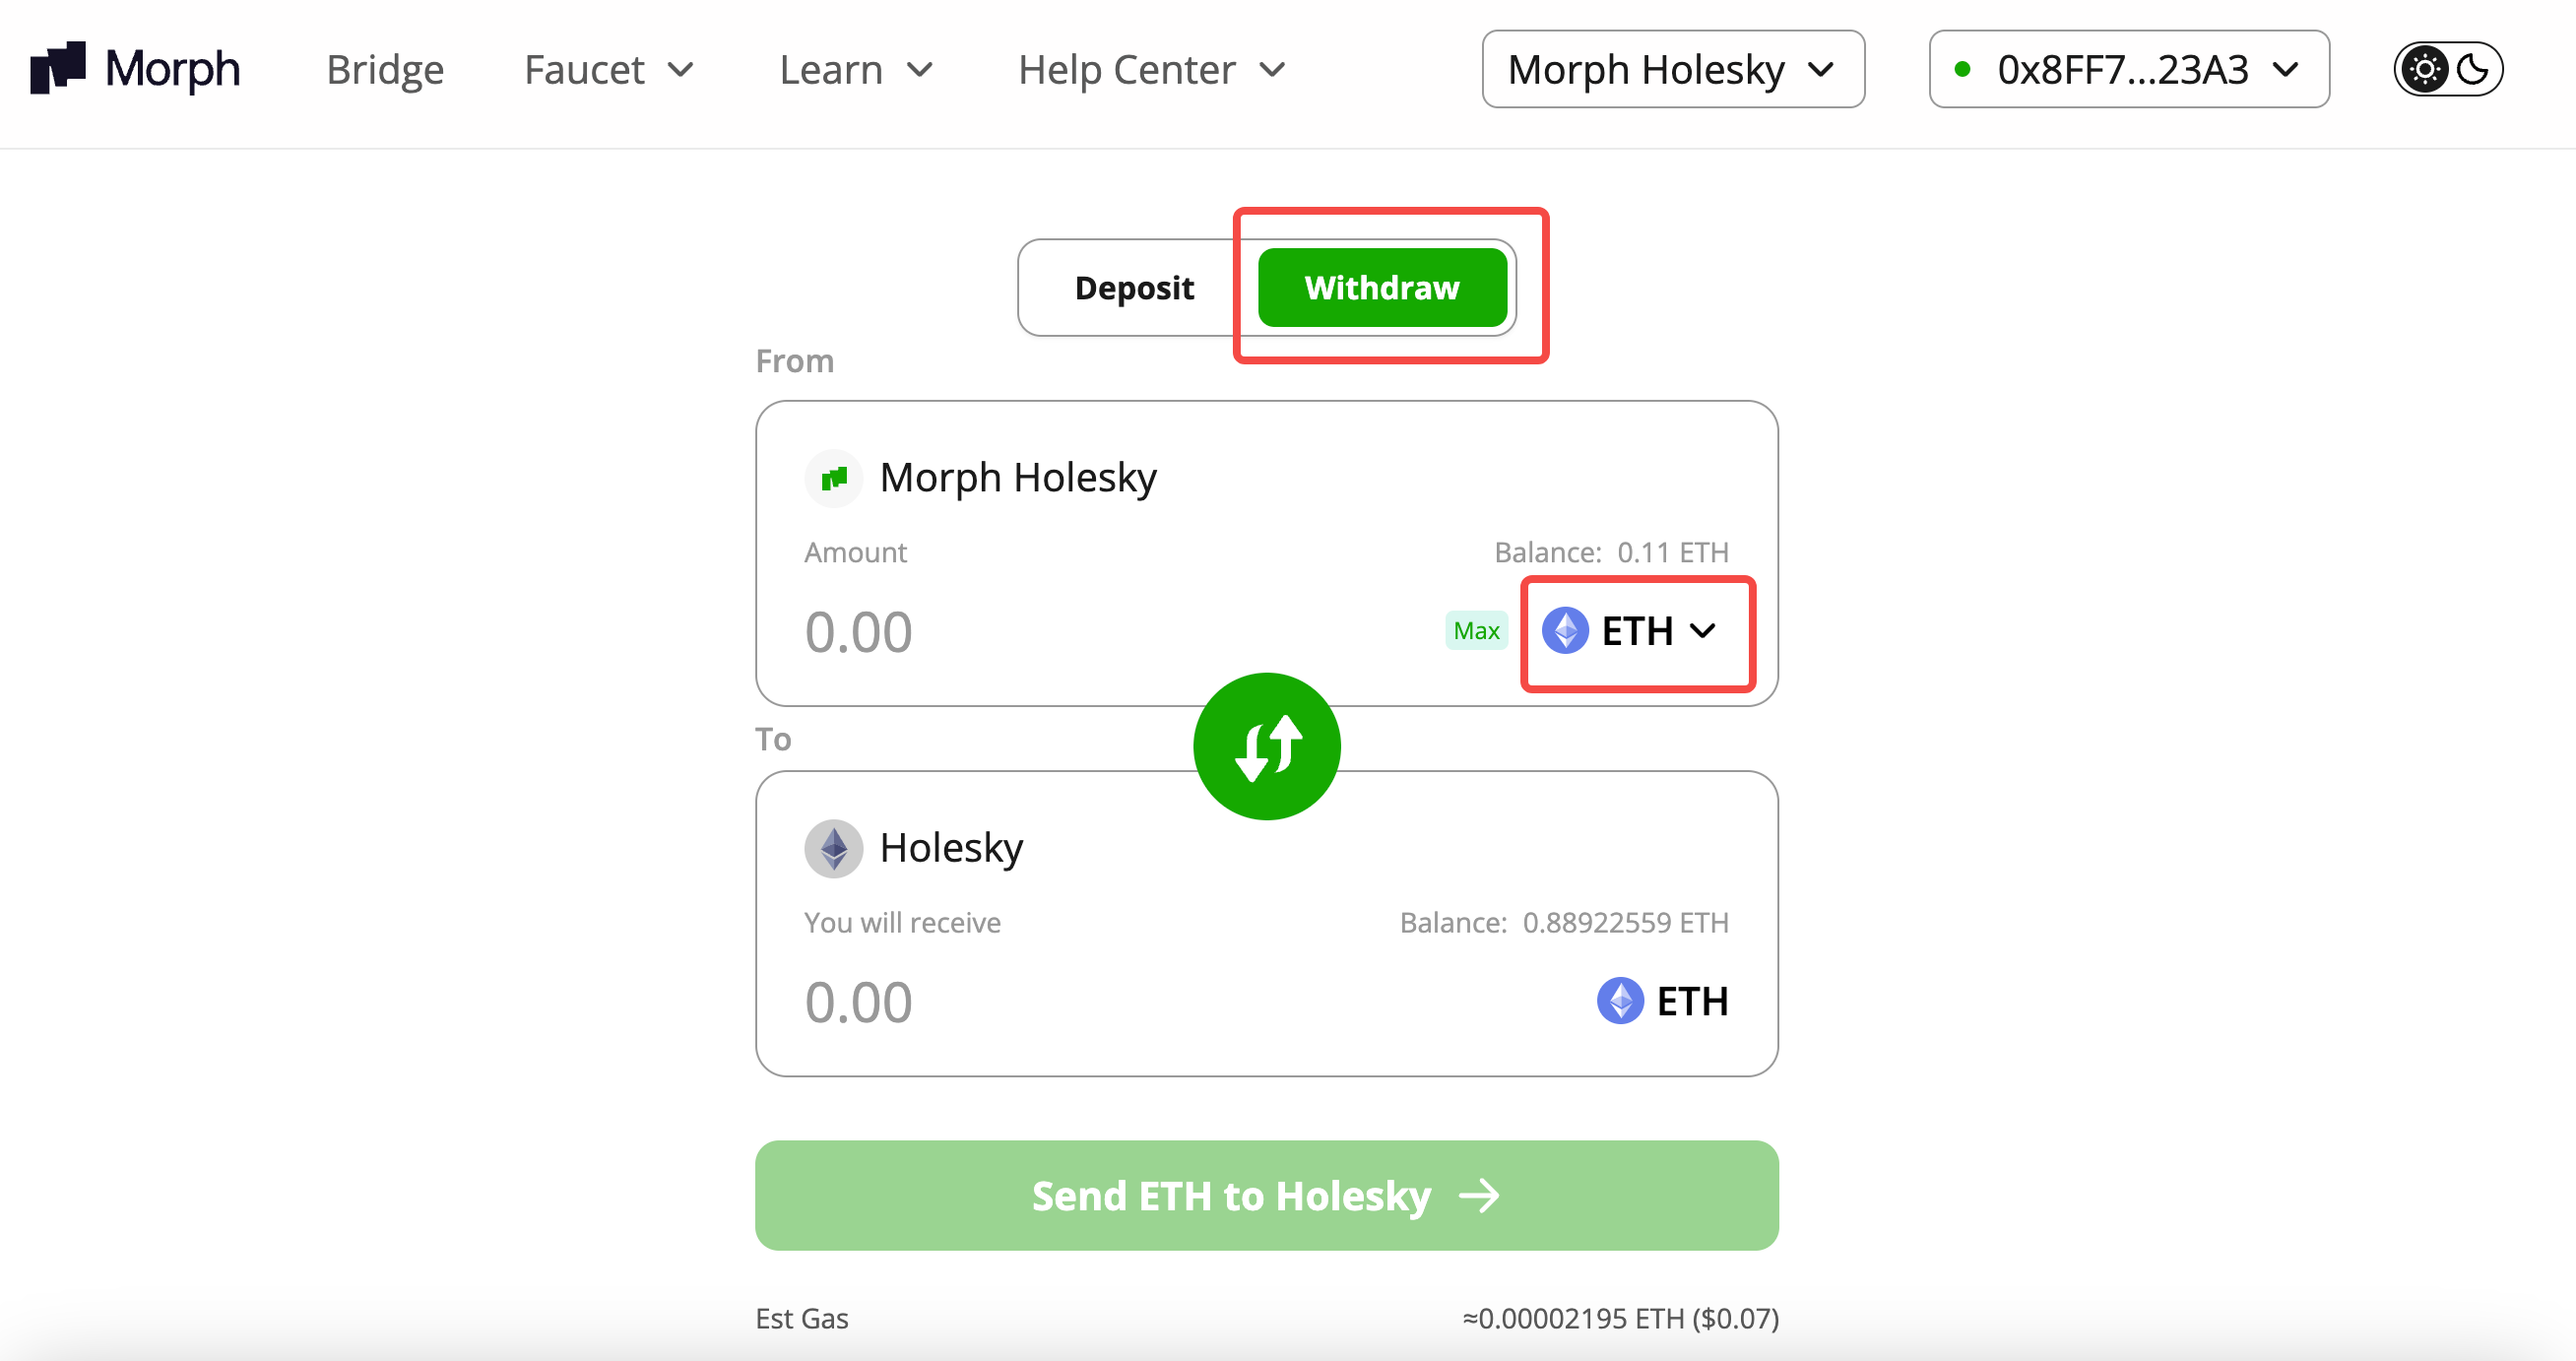 Morph Bridge Faucet Learn Help Center Morph Holesky 0x8FF7...23A3
Deposit Withdraw
From
Morph Holesky
Amount Balance: 0.11 ETH
0.00 Max ETH
To
Holesky
You will receive Balance: 0.88922559 ETH
0.00 ETH
Send ETH to Holesky
Est Gas ≈0.00002195 ETH ($0.07)